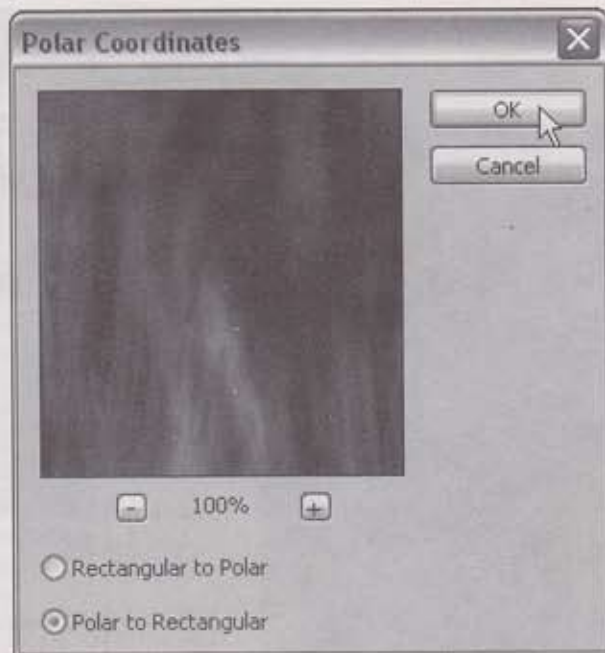 Polar Coordinates
OK
Cancel
- 100% +
Rectangular to Polar
Polar to Rectangular